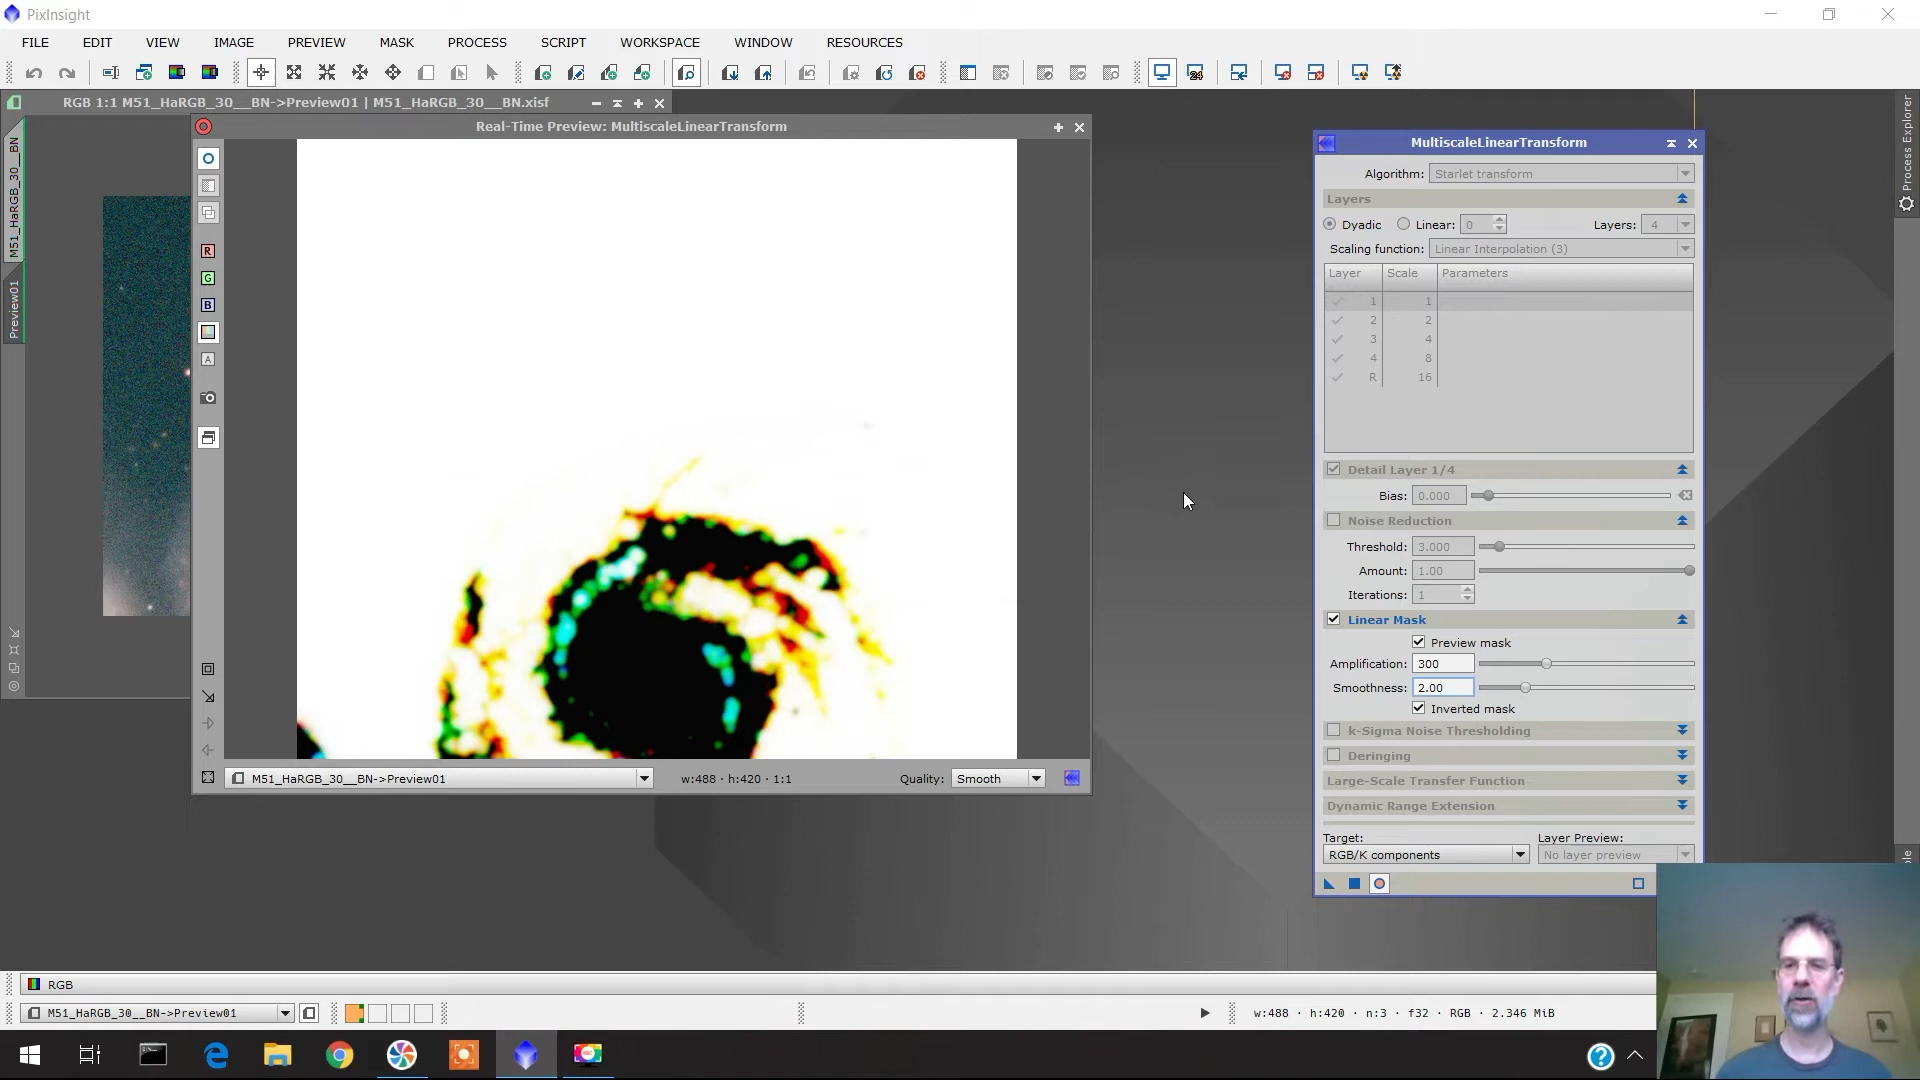 PixInsight
FILE EDIT VIEW IMAGE PREVIEW MASK PROCESS SCRIPT WORKSPACE WINDOW RESOURCES
24
RGB 1:1 M51_HaRGB_30__BN->Preview01 | M51_HaRGB_30__BN.xisf
Real-Time Preview: MultiscaleLinearTransform
M51_HaRGB_30__BN
Preview01
R
G
B
A
M51_HaRGB_30__BN->Preview01
w:488 · h:420 · 1:1
Quality: Smooth
MultiscaleLinearTransform
Algorithm: Starlet transform
Layers
Dyadic Linear: 0 Layers: 4
Scaling function: Linear Interpolation (3)
Layer Scale Parameters
1 1
2 2
3 4
4 8
R 16
Detail Layer 1/4
Bias: 0.000
Noise Reduction
Threshold: 3.000
Amount: 1.00
Iterations: 1
Linear Mask
Preview mask
Amplification: 300
Smoothness: 2.00
Inverted mask
k-Sigma Noise Thresholding
Deringing
Large-Scale Transfer Function
Dynamic Range Extension
Target: Layer Preview:
RGB/K components No layer preview
Process Explorer
RGB
M51_HaRGB_30__BN->Preview01
w:488 · h:420 · n:3 · f32 · RGB · 2.346 MiB